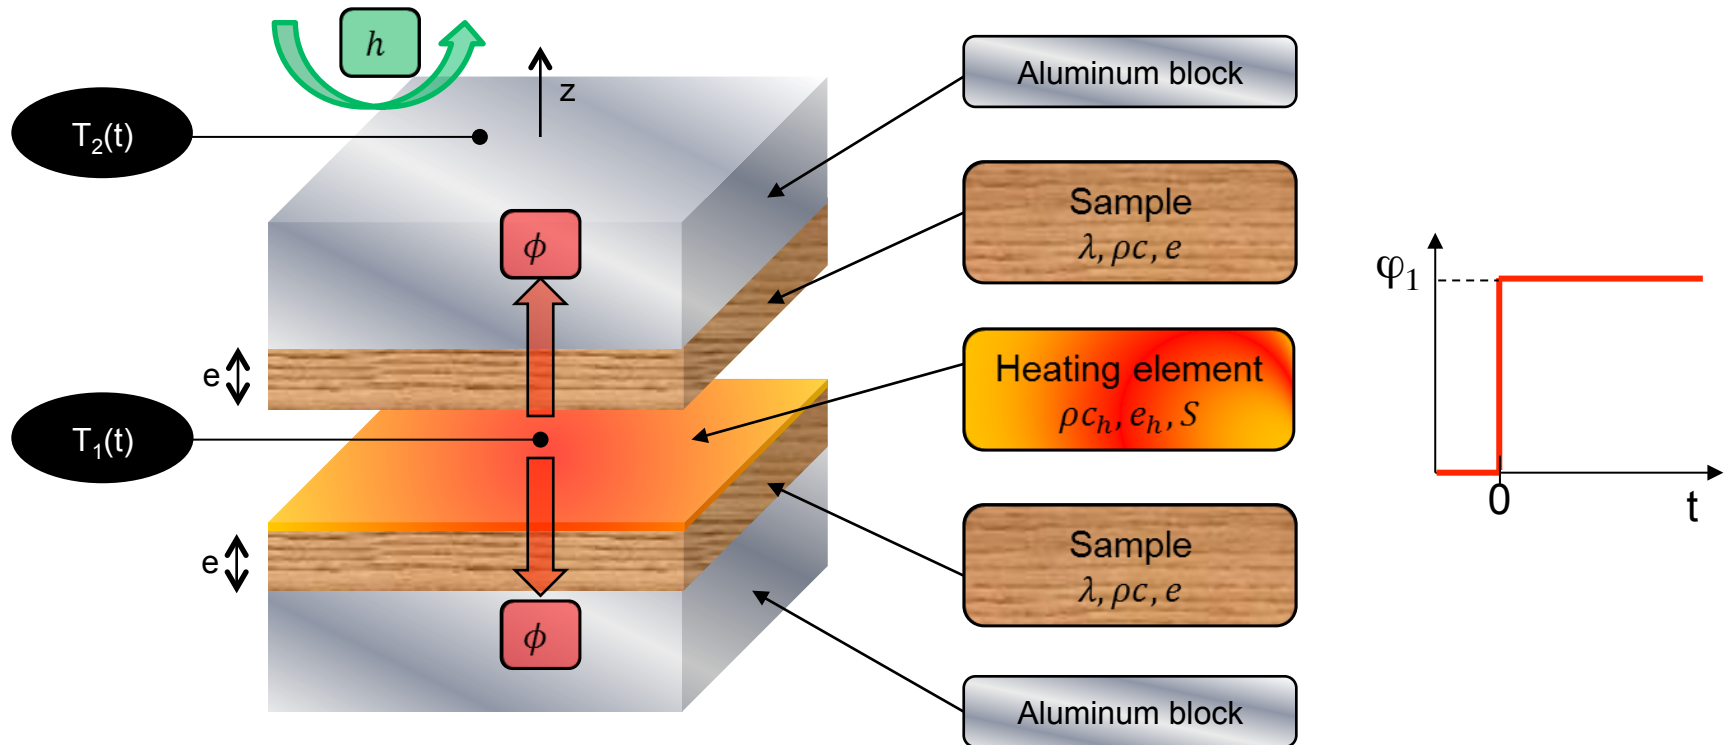 h
z
T₂(t)
Aluminum block
Sample
λ, ρc, e
ϕ
e
Heating element
ρcₕ, eₕ, S
T₁(t)
φ₁
0
t
e
Sample
λ, ρc, e
ϕ
Aluminum block